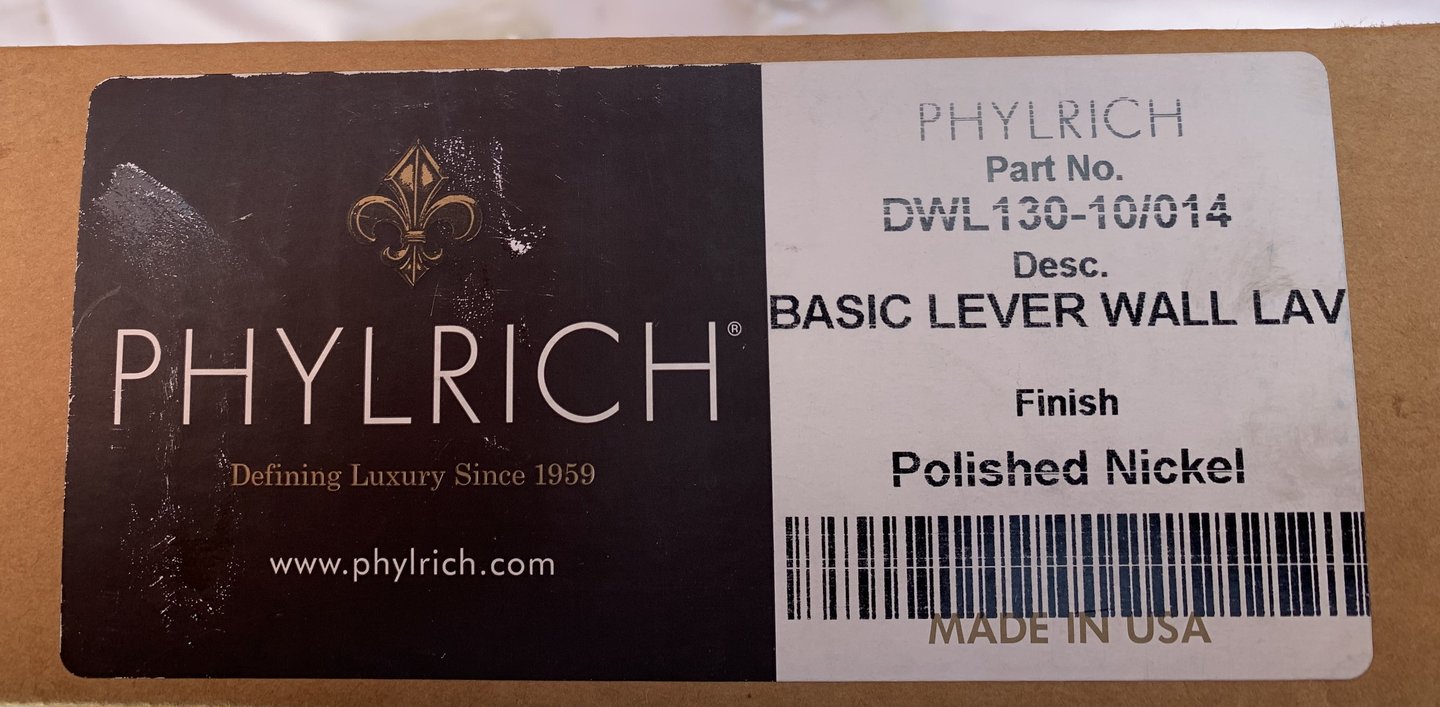 PHYLRICH®
Defining Luxury Since 1959
www.phylrich.com
PHYLRICH
Part No.
DWL130-10/014
Desc.
BASIC LEVER WALL LAV
Finish
Polished Nickel
MADE IN USA